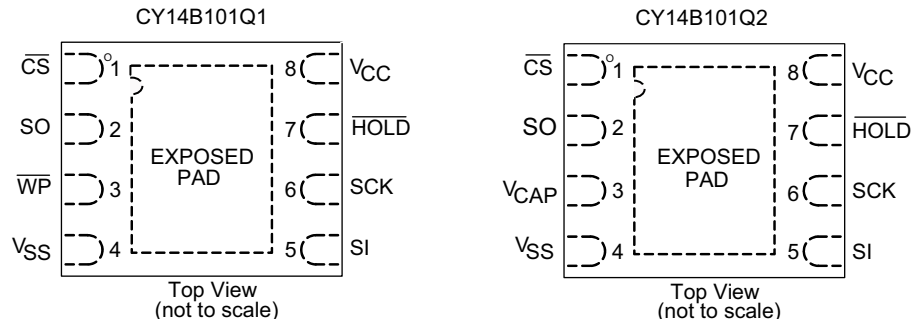 CY14B101Q1
CS 1 8 VCC
SO 2 7 HOLD
WP 3 6 SCK
VSS 4 5 SI
EXPOSED
PAD
Top View
(not to scale)
CY14B101Q2
CS 1 8 VCC
SO 2 7 HOLD
VCAP 3 6 SCK
VSS 4 5 SI
EXPOSED
PAD
Top View
(not to scale)